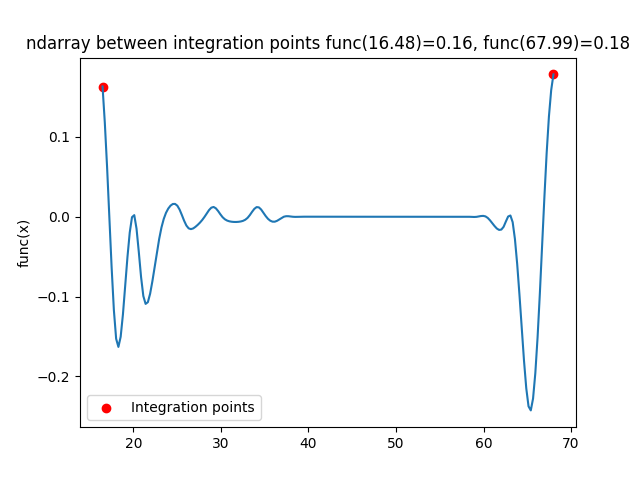 ndarray between integration points func(16.48)=0.16, func(67.99)=0.18
func(x)
0.1
0.0
−0.1
−0.2
Integration points
20 30 40 50 60 70